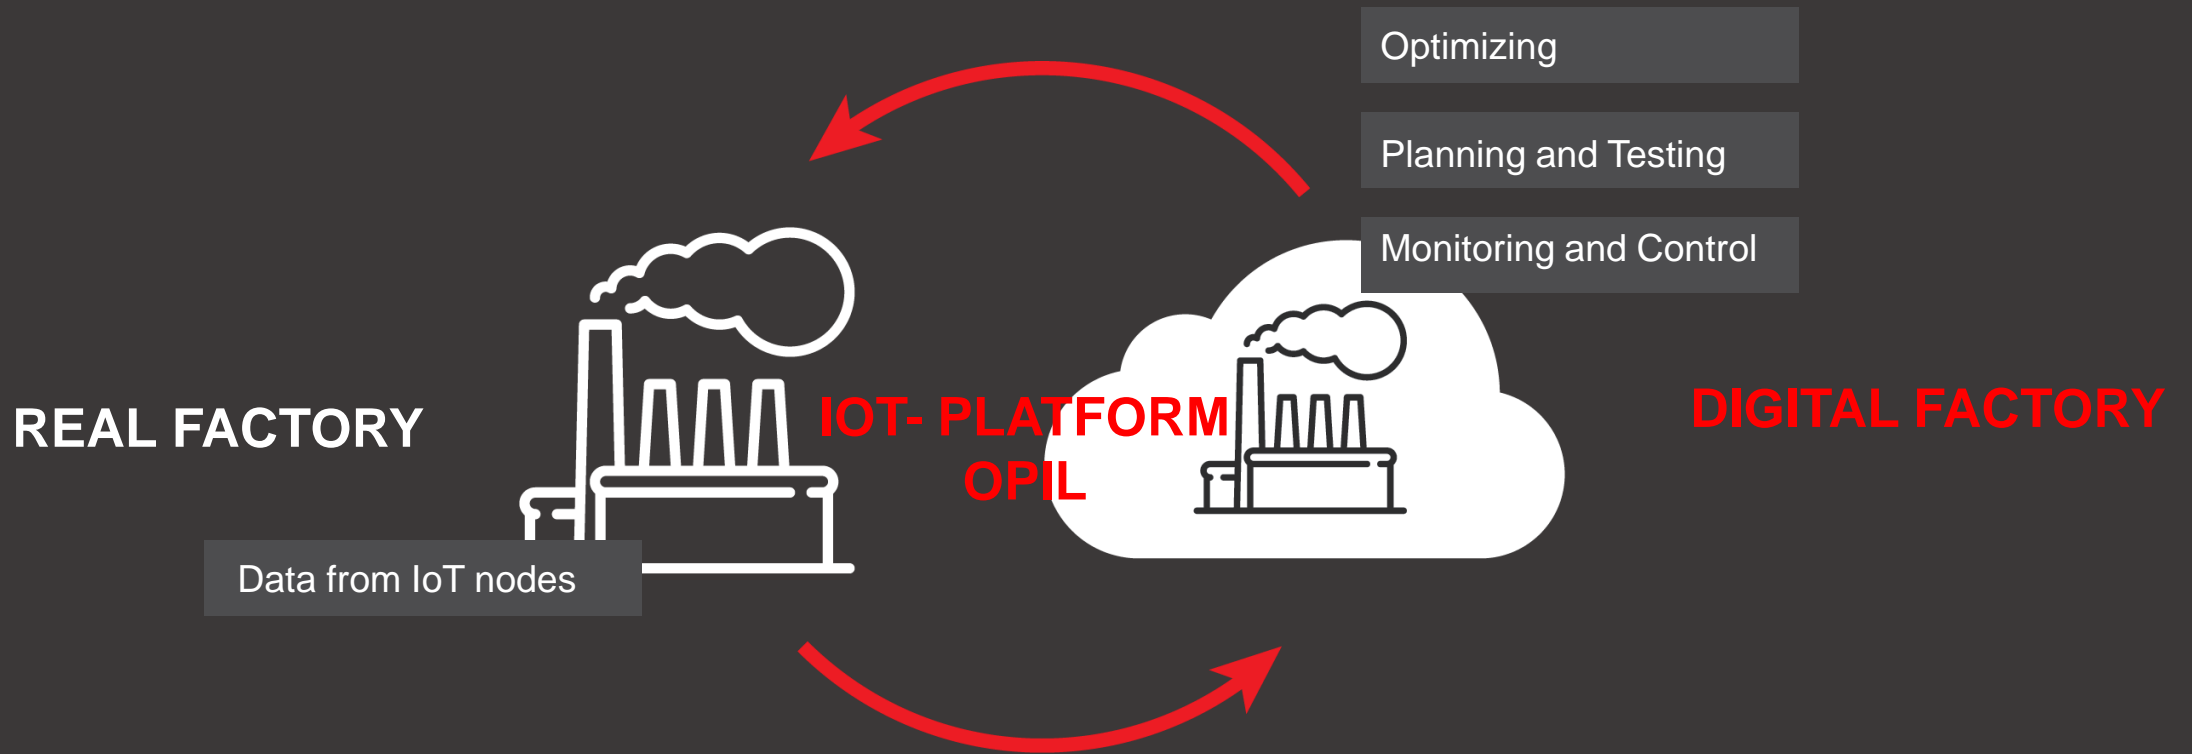 Optimizing
Planning and Testing
Monitoring and Control
REAL FACTORY
IOT- PLATFORM
OPIL
DIGITAL FACTORY
Data from IoT nodes